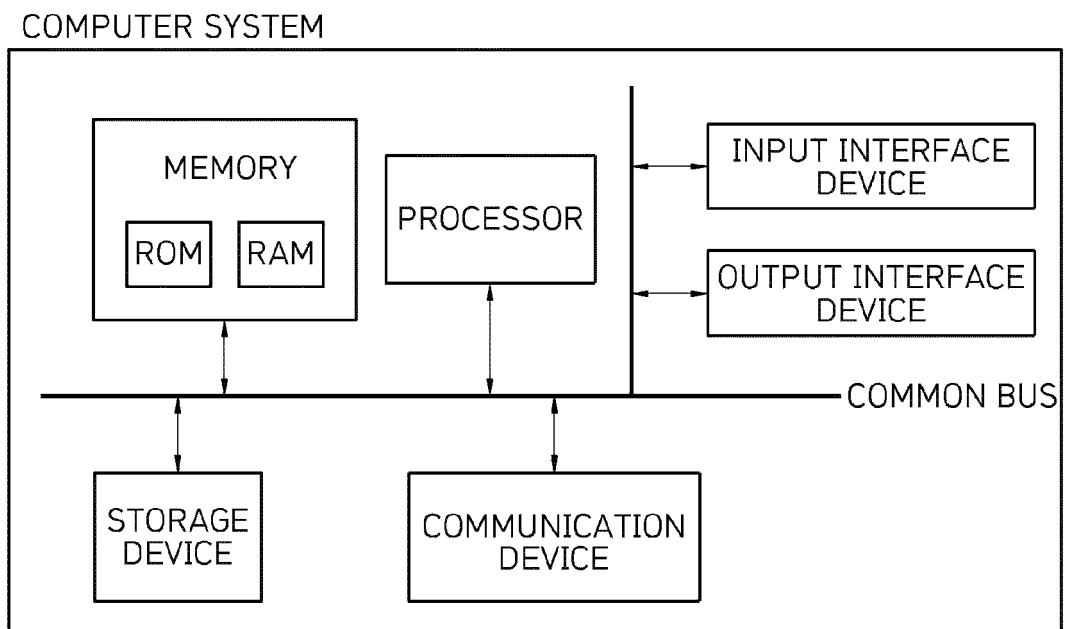 COMPUTER SYSTEM
MEMORY
ROM
RAM
PROCESSOR
INPUT INTERFACE
DEVICE
OUTPUT INTERFACE
DEVICE
COMMON BUS
STORAGE
DEVICE
COMMUNICATION
DEVICE